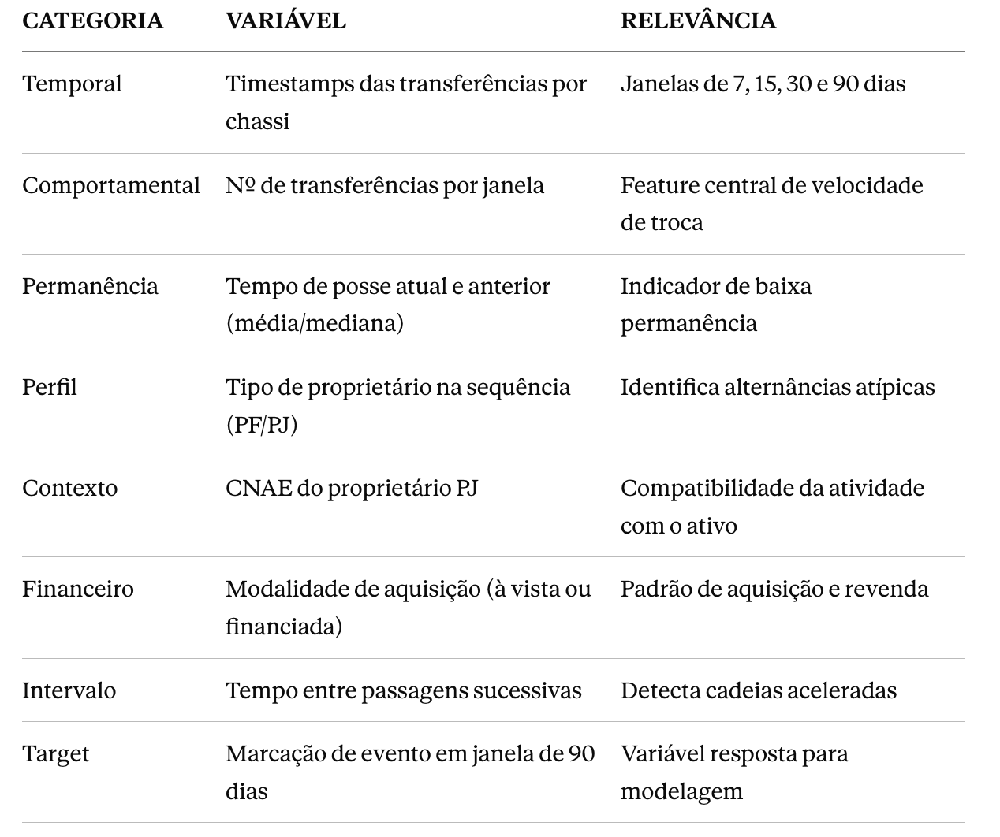 CATEGORIA VARIÁVEL RELEVÂNCIA
Temporal Timestamps das transferências por Janelas de 7, 15, 30 e 90 dias
chassi
Comportamental Nº de transferências por janela Feature central de velocidade
de troca
Permanência Tempo de posse atual e anterior Indicador de baixa
(média/mediana) permanência
Perfil Tipo de proprietário na sequência Identifica alternâncias atípicas
(PF/PJ)
Contexto CNAE do proprietário PJ Compatibilidade da atividade
com o ativo
Financeiro Modalidade de aquisição (à vista ou Padrão de aquisição e revenda
financiada)
Intervalo Tempo entre passagens sucessivas Detecta cadeias aceleradas
Target Marcação de evento em janela de 90 Variável resposta para
dias modelagem